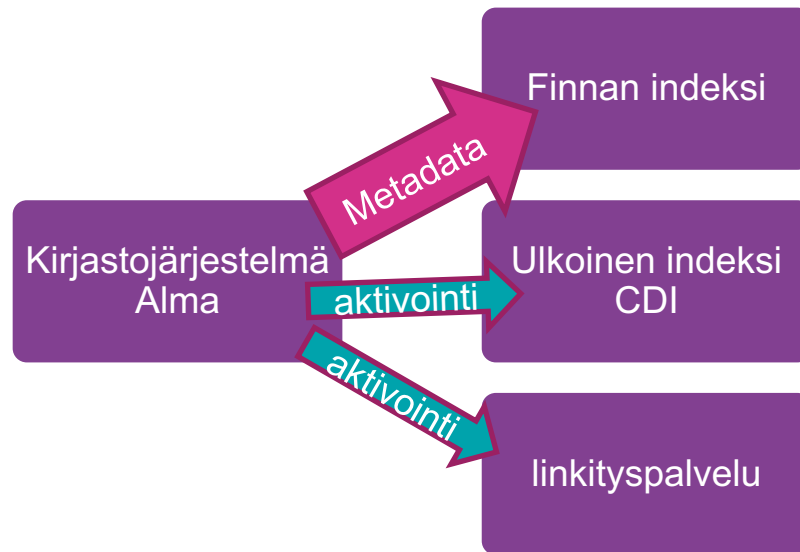 Finnan indeksi
Metadata
Kirjastojärjestelmä
Alma
aktivointi
Ulkoinen indeksi
CDI
aktivointi
linkityspalvelu